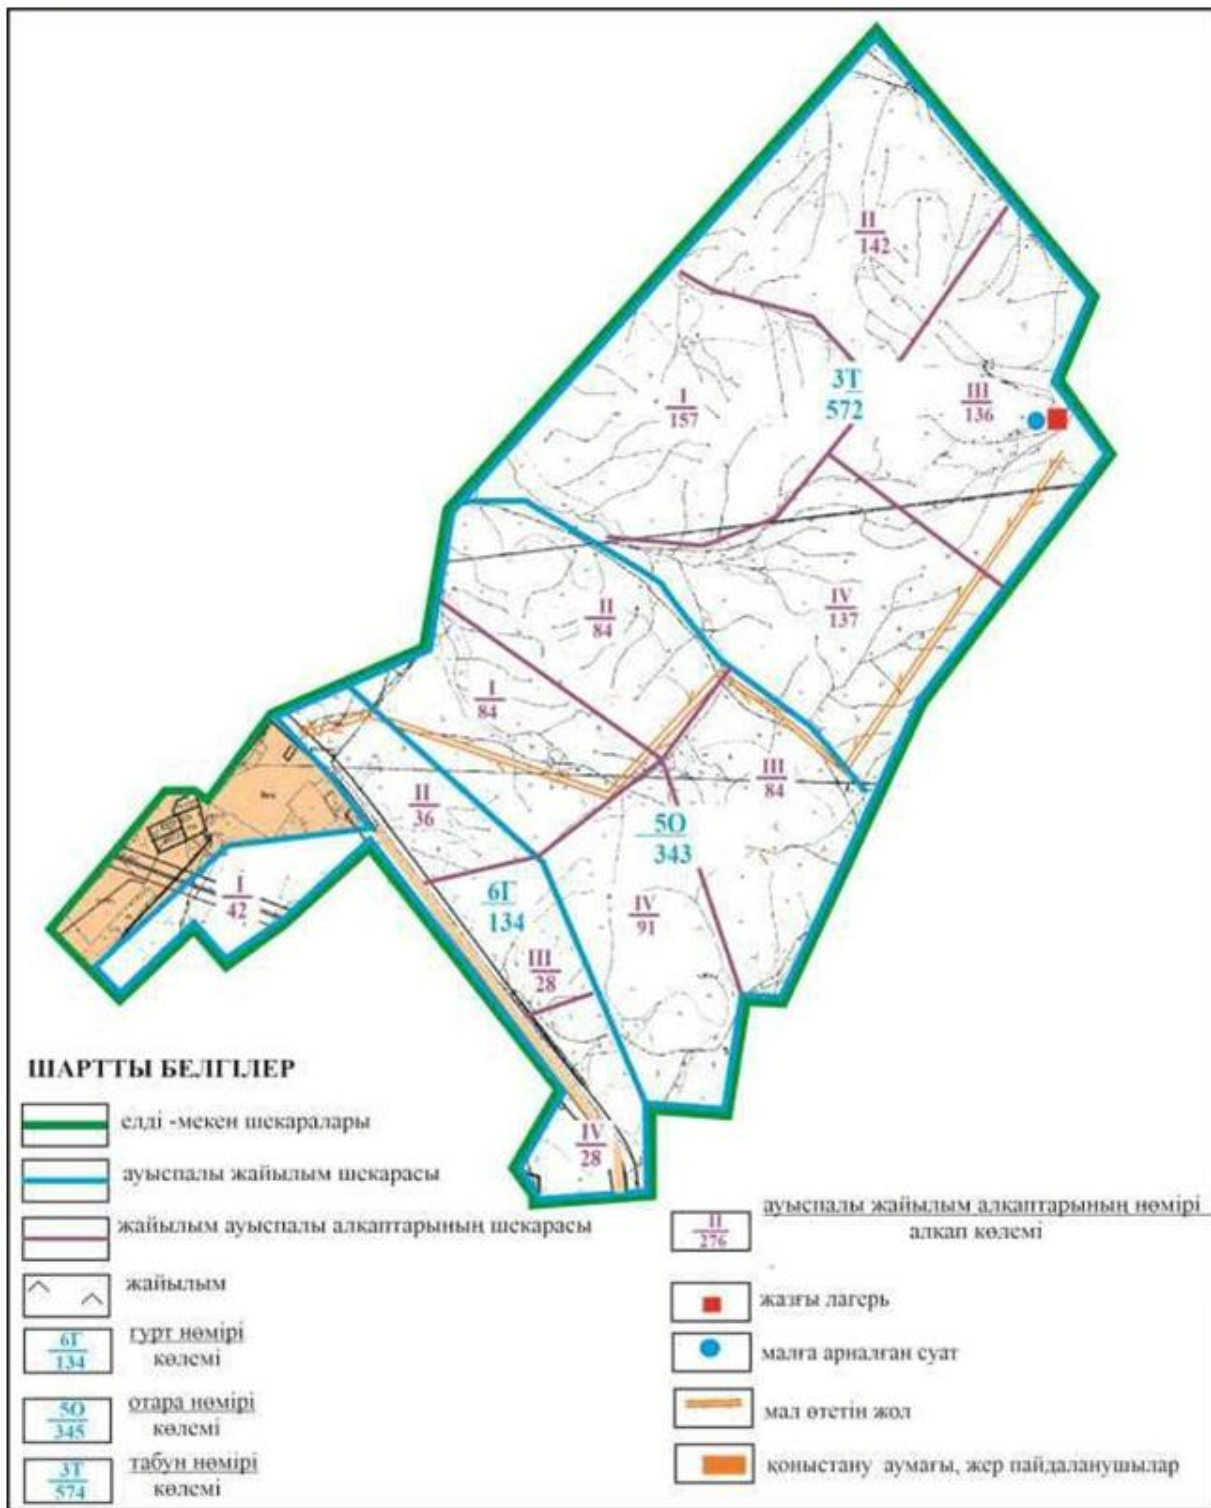 II
142
3Т
572
I
157
III
136
II
84
IV
137
I
84
III
84
II
36
5О
343
I
42
6Г
134
IV
91
III
28
IV
28
ШАРТТЫ БЕЛГІЛЕР
елді -мекен шекаралары
ауыспалы жайылым шекарасы
жайылым ауыспалы алқаптарының шекарасы
жайылым
6Г
134
гурт нөмірі
көлемі
5О
345
отара нөмірі
көлемі
3Т
574
табун нөмірі
көлемі
II
276
ауыспалы жайылым алқаптарының нөмірі
алқап көлемі
жазғы лагерь
малға арналған суат
мал өтетін жол
қоныстану аумағы, жер пайдаланушылар